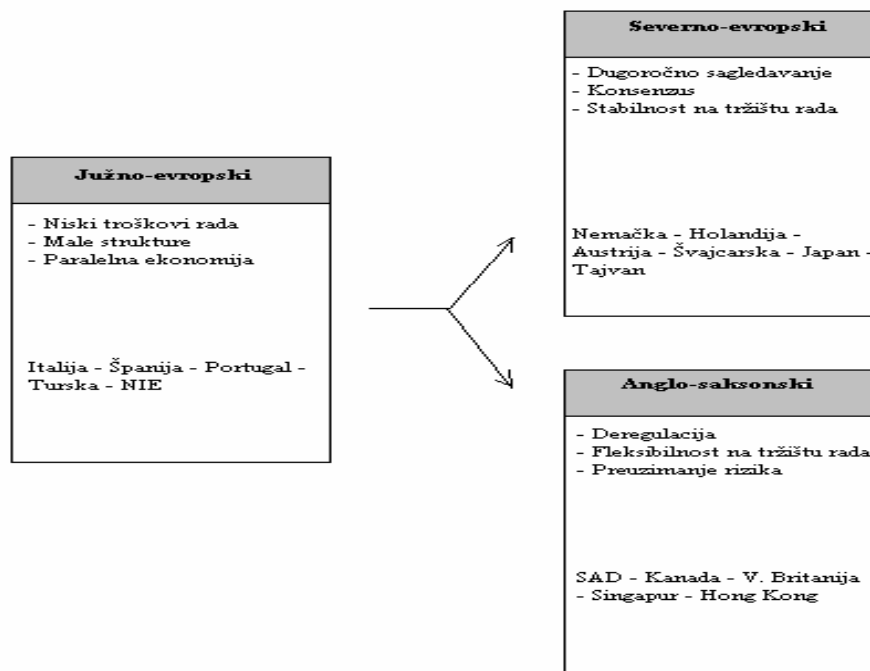 Južno-evropski
- Niski troškovi rada
- Male strukture
- Paralelna ekonomija
Italija - Španija - Portugal -
Turska - NIE
Severno-evropski
- Dugoročno sagledavanje
- Konsenzus
- Stabilnost na tržištu rada
Nemačka - Holandija -
Austrija - Švajcarska - Japan -
Tajvan
Anglo-saksonski
- Deregulacija
- Fleksibilnost na tržištu rada
- Preuzimanje rizika
SAD - Kanada - V. Britanija
- Singapur - Hong Kong